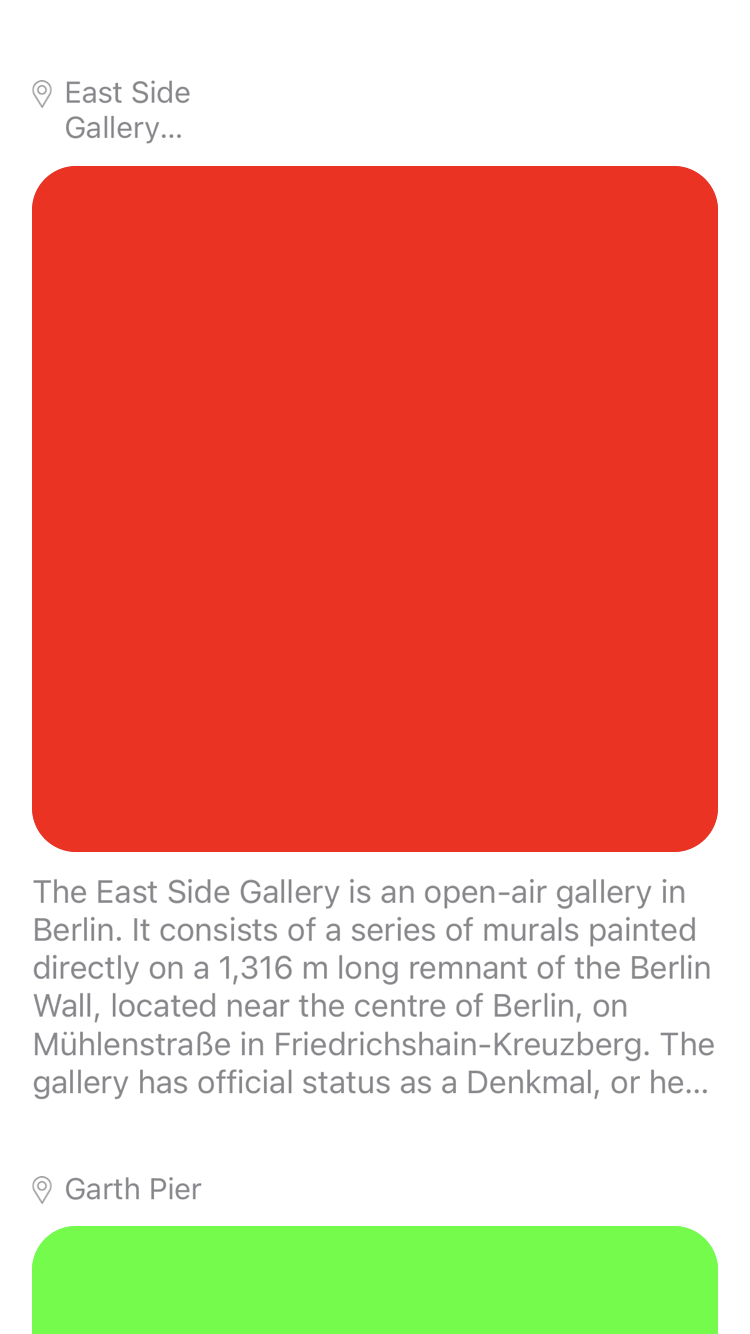 East Side
Gallery...
The East Side Gallery is an open-air gallery in
Berlin. It consists of a series of murals painted
directly on a 1,316 m long remnant of the Berlin
Wall, located near the centre of Berlin, on
Mühlenstraße in Friedrichshain-Kreuzberg. The
gallery has official status as a Denkmal, or he...
Garth Pier